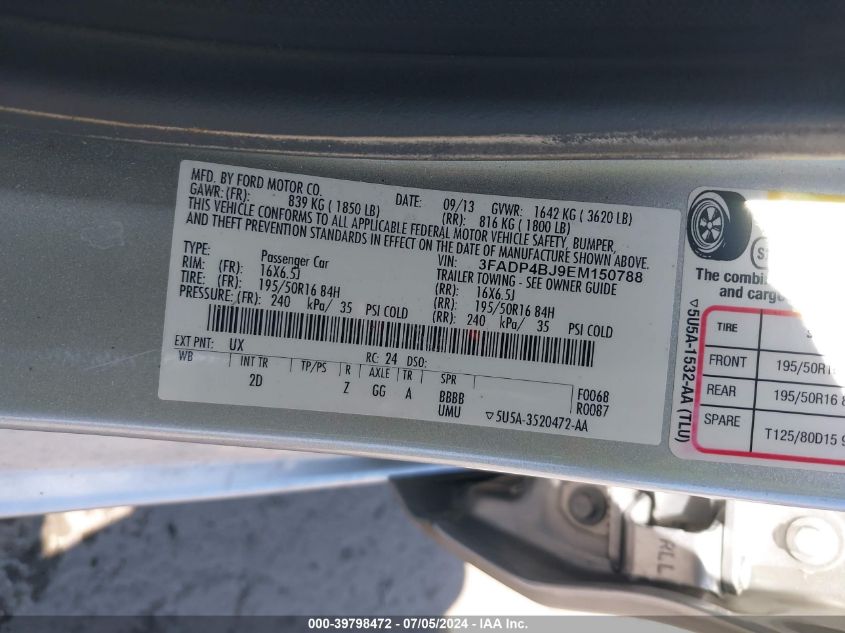 MFD. BY FORD MOTOR CO.
DATE: 09/13 GVWR: 1642 KG ( 3620 LB)
GAWR: (FR): 839 KG ( 1850 LB) (RR): 816 KG ( 1800 LB)
THIS VEHICLE CONFORMS TO ALL APPLICABLE FEDERAL MOTOR VEHICLE SAFETY, BUMPER,
AND THEFT PREVENTION STANDARDS IN EFFECT ON THE DATE OF MANUFACTURE SHOWN ABOVE.
VIN: 3FADP4BJ9EM150788
TYPE: Passenger Car TRAILER TOWING - SEE OWNER GUIDE
RIM: (FR): 16X6.5J (RR): 16X6.5J
TIRE: (FR): 195/50R16 84H (RR): 195/50R16 84H
PRESSURE: (FR): 240 kPa/ 35 PSI COLD (RR): 240 kPa/ 35 PSI COLD
EXT PNT: UX RC: 24 DSO:
WB INT TR TP/PS R AXLE TR SPR F0068
2D Z GG A BBBB R0087
UMU ▽5U5A-3520472-AA
The combin
and cargo
▽5U5A-1532-AA (TLU)
TIRE
FRONT 195/50R1
REAR 195/50R16 8
SPARE T125/80D15 9
RLL
000-39798472 - 07/05/2024 - IAA Inc.